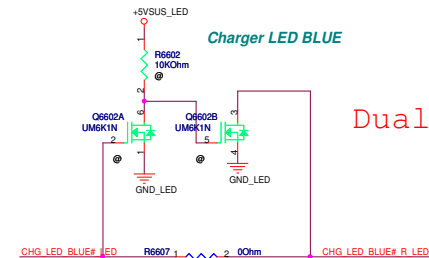 +5VSUS_LED
Charger LED BLUE
1
R6602
10KOhm
@
2
Q6602A
UM6K1N
6
2
1
@
GND_LED
Q6602B
UM6K1N
3
5
4
@
GND_LED
Dual
CHG_LED_BLUE#_LED
R6607 1 2 0Ohm
CHG_LED_BLUE#_R_LED